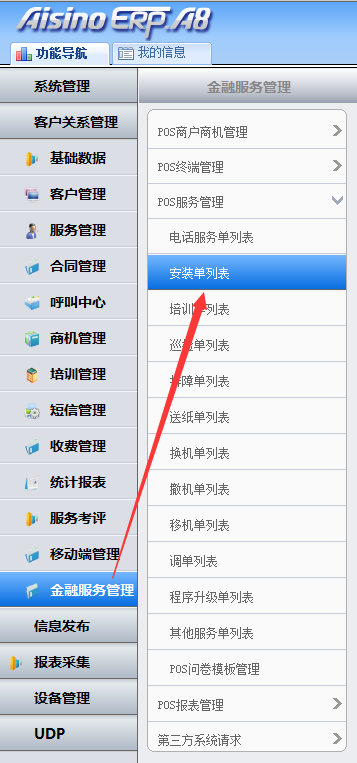 Aisino ERP.A8
功能导航
我的信息
系统管理
客户关系管理
基础数据
客户管理
服务管理
合同管理
呼叫中心
商机管理
培训管理
短信管理
收费管理
统计报表
服务考评
移动端管理
金融服务管理
信息发布
报表采集
设备管理
UDP
金融服务管理
POS商户商机管理
POS终端管理
POS服务管理
电话服务单列表
安装单列表
培训单列表
巡检单列表
排障单列表
送纸单列表
换机单列表
撤机单列表
移机单列表
调单列表
程序升级单列表
其他服务单列表
POS问卷模板管理
POS报表管理
第三方系统请求